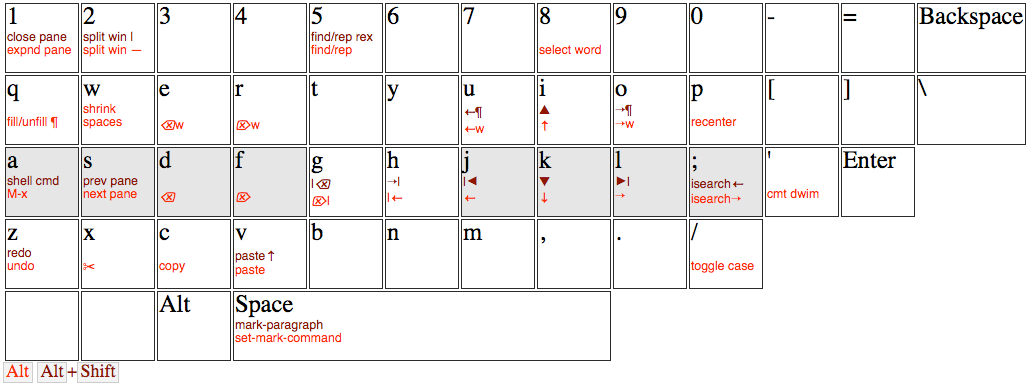 1 2 3 4 5 6 7 8 9 0 - = Backspace
close pane split win | find/rep rex
expnd pane split win — find/rep select word
q w e r t y u i o p [ ] \
shrink ←¶ ▲ →¶
fill/unfill ¶ spaces ⌫w ⌦w ←w ↑ →w recenter
a s d f g h j k l ; ' Enter
shell cmd prev pane |⌫ →| |◀ ▼ ▶| isearch ←
M-x next pane ⌫ ⌦ ⌦| |← ← ↓ → isearch→ cmt dwim
z x c v b n m , . /
redo paste ↑
undo ✂ copy paste toggle case
Alt Space
mark-paragraph
set-mark-command
Alt Alt+Shift